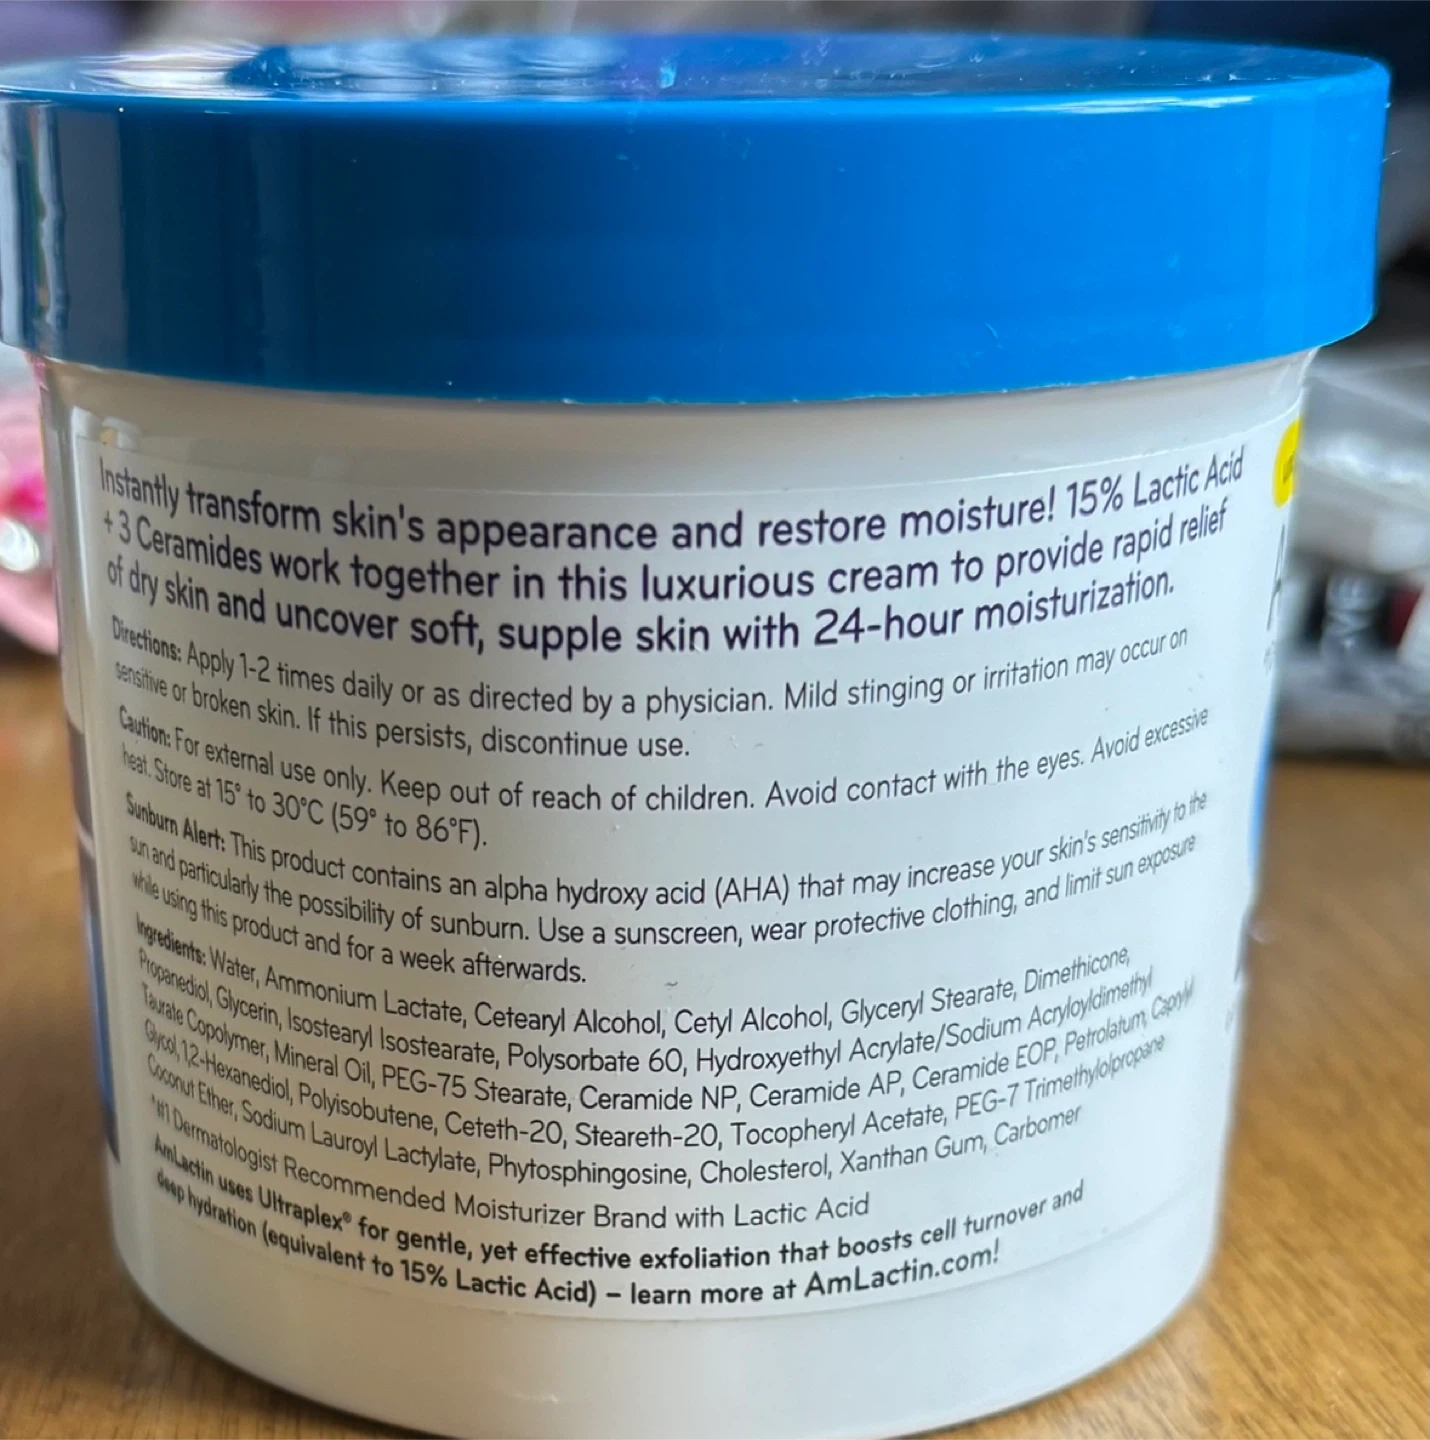 Instantly transform skin's appearance and restore moisture! 15% Lactic Acid
+ 3 Ceramides work together in this luxurious cream to provide rapid relief
of dry skin and uncover soft, supple skin with 24-hour moisturization.
Directions: Apply 1-2 times daily or as directed by a physician. Mild stinging or irritation may occur on
sensitive or broken skin. If this persists, discontinue use.
Caution: For external use only. Keep out of reach of children. Avoid contact with the eyes. Avoid excessive
heat. Store at 15° to 30°C (59° to 86°F).
Sunburn Alert: This product contains an alpha hydroxy acid (AHA) that may increase your skin's sensitivity to the
sun and particularly the possibility of sunburn. Use a sunscreen, wear protective clothing, and limit sun exposure
while using this product and for a week afterwards.
Ingredients: Water, Ammonium Lactate, Cetearyl Alcohol, Cetyl Alcohol, Glyceryl Stearate, Dimethicone,
Propanediol, Glycerin, Isostearyl Isostearate, Polysorbate 60, Hydroxyethyl Acrylate/Sodium Acryloyldimethyl
Taurate Copolymer, Mineral Oil, PEG-75 Stearate, Ceramide NP, Ceramide AP, Ceramide EOP, Petrolatum, Caprylyl
Glycol, 1,2-Hexanediol, Polyisobutene, Ceteth-20, Steareth-20, Tocopheryl Acetate, PEG-7 Trimethylolpropane
Coconut Ether, Sodium Lauroyl Lactylate, Phytosphingosine, Cholesterol, Xanthan Gum, Carbomer
*#1 Dermatologist Recommended Moisturizer Brand with Lactic Acid
AmLactin uses Ultraplex® for gentle, yet effective exfoliation that boosts cell turnover and
deep hydration (equivalent to 15% Lactic Acid) – learn more at AmLactin.com!